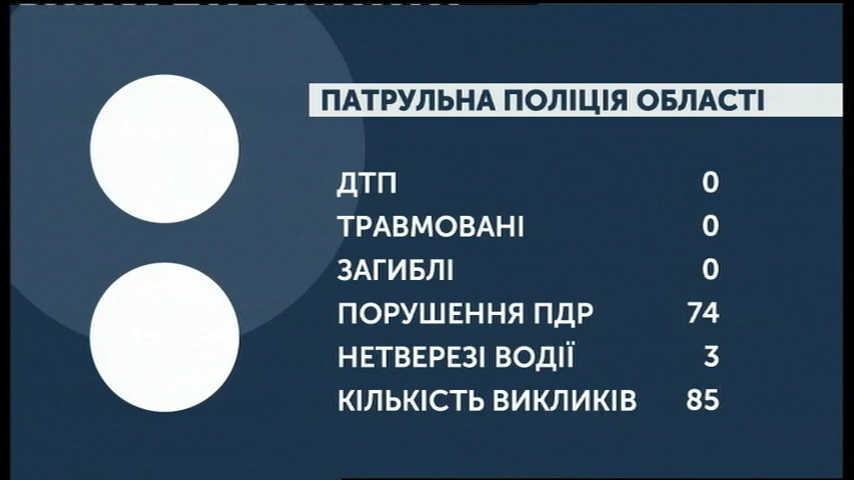 ПАТРУЛЬНА ПОЛІЦІЯ ОБЛАСТІ
ДТП 0
ТРАВМОВАНІ 0
ЗАГИБЛІ 0
ПОРУШЕННЯ ПДР 74
НЕТВЕРЕЗІ ВОДІЇ 3
КІЛЬКІСТЬ ВИКЛИКІВ 85